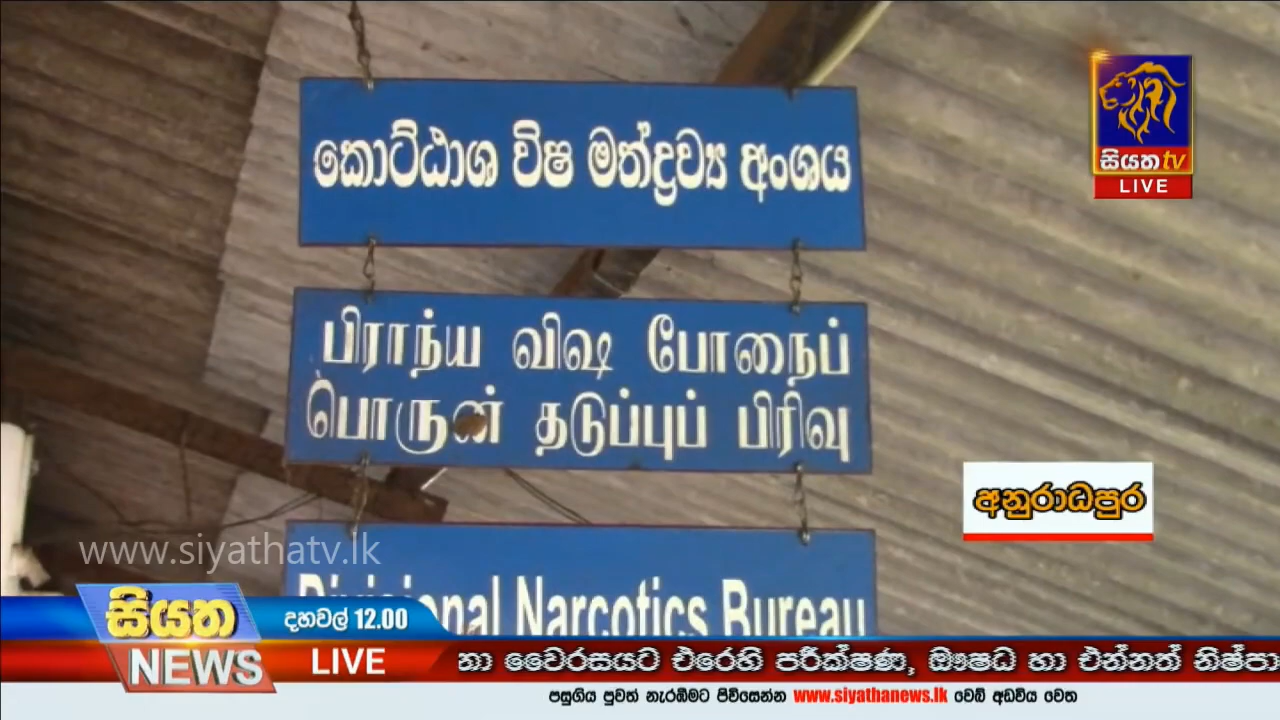 කොට්ඨාශ විෂ මත්ද්‍රව්‍ය අංශය
සියත tv
LIVE
பிராந்ய விஷ போதைப்
பொருள் தடுப்புப் பிரிவு
අනුරාධපුර
www.siyathatv.lk
Divisional Narcotics Bureau
සියත
දහවල් 12.00
NEWS
LIVE
නා වෛරසයට එරෙහි පරීක්ෂණ, ඖෂධ හා එන්නත් නිෂ්පා
පසුගිය පුවත් නැරඹීමට පිවිසෙන්න www.siyathanews.lk වෙබ් අඩවිය වෙත